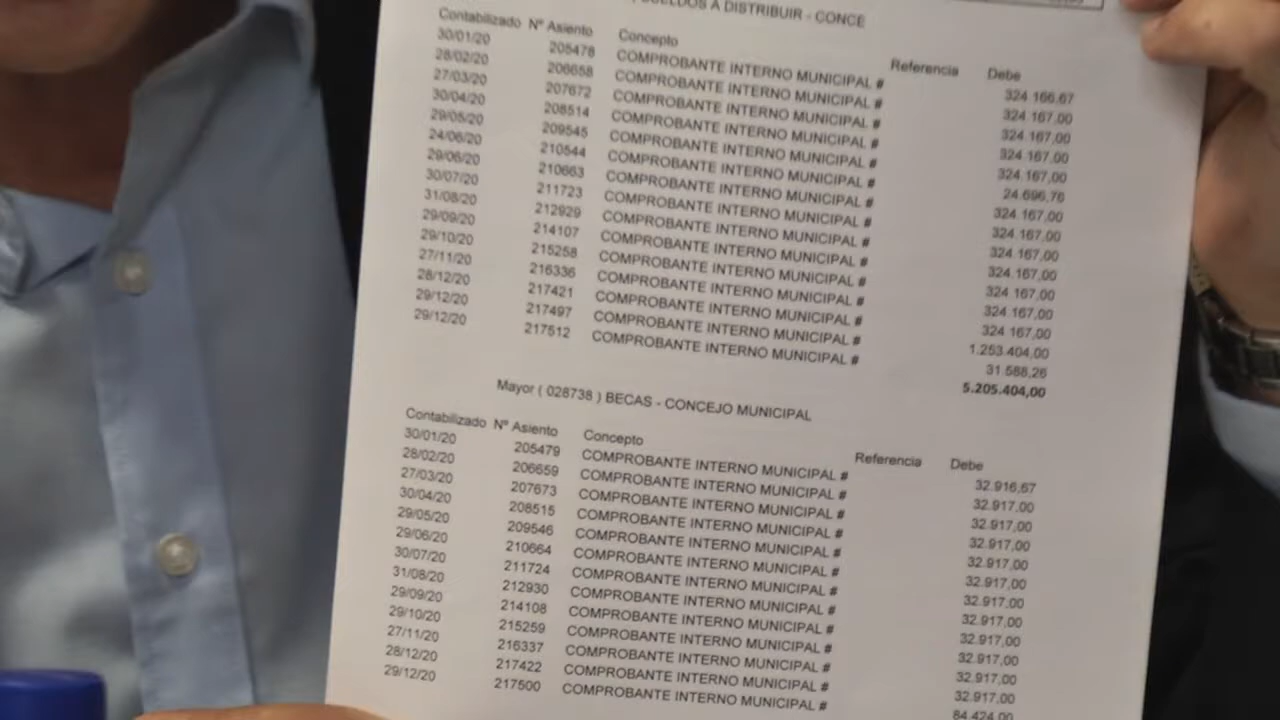 SUELDOS A DISTRIBUIR - CONCE
Contabilizado Nº Asiento Concepto Referencia Debe
30/01/20 205478 COMPROBANTE INTERNO MUNICIPAL # 324 166,67
28/02/20 206658 COMPROBANTE INTERNO MUNICIPAL # 324 167,00
27/03/20 207672 COMPROBANTE INTERNO MUNICIPAL # 324 167,00
30/04/20 208514 COMPROBANTE INTERNO MUNICIPAL # 324 167,00
29/05/20 209545 COMPROBANTE INTERNO MUNICIPAL # 324 167,00
24/06/20 210544 COMPROBANTE INTERNO MUNICIPAL # 24 696,76
29/06/20 210663 COMPROBANTE INTERNO MUNICIPAL # 324 167,00
30/07/20 211723 COMPROBANTE INTERNO MUNICIPAL # 324 167,00
31/08/20 212929 COMPROBANTE INTERNO MUNICIPAL # 324 167,00
29/09/20 214107 COMPROBANTE INTERNO MUNICIPAL # 324 167,00
29/10/20 215258 COMPROBANTE INTERNO MUNICIPAL # 324 167,00
27/11/20 216336 COMPROBANTE INTERNO MUNICIPAL # 324 167,00
28/12/20 217421 COMPROBANTE INTERNO MUNICIPAL # 324 167,00
29/12/20 217497 COMPROBANTE INTERNO MUNICIPAL # 1.253 404,00
29/12/20 217512 COMPROBANTE INTERNO MUNICIPAL # 31 588,26
5.205.404,00
Mayor ( 028738 ) BECAS - CONCEJO MUNICIPAL
Contabilizado Nº Asiento Concepto Referencia Debe
30/01/20 205479 COMPROBANTE INTERNO MUNICIPAL # 32.916,67
28/02/20 206659 COMPROBANTE INTERNO MUNICIPAL # 32.917,00
27/03/20 207673 COMPROBANTE INTERNO MUNICIPAL # 32.917,00
30/04/20 208515 COMPROBANTE INTERNO MUNICIPAL # 32.917,00
29/05/20 209546 COMPROBANTE INTERNO MUNICIPAL # 32.917,00
29/06/20 210664 COMPROBANTE INTERNO MUNICIPAL # 32.917,00
30/07/20 211724 COMPROBANTE INTERNO MUNICIPAL # 32.917,00
31/08/20 212930 COMPROBANTE INTERNO MUNICIPAL # 32.917,00
29/09/20 214108 COMPROBANTE INTERNO MUNICIPAL # 32.917,00
29/10/20 215259 COMPROBANTE INTERNO MUNICIPAL # 32.917,00
27/11/20 216337 COMPROBANTE INTERNO MUNICIPAL # 32.917,00
28/12/20 217422 COMPROBANTE INTERNO MUNICIPAL # 32.917,00
29/12/20 217500 COMPROBANTE INTERNO MUNICIPAL # 84.424,00